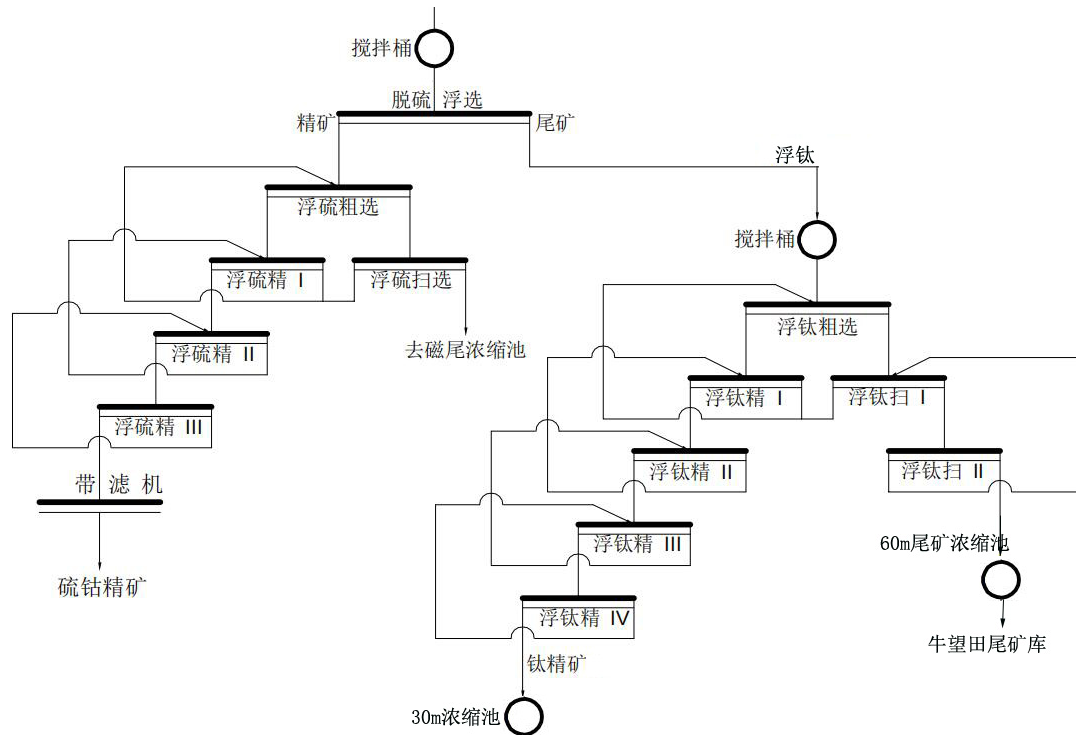 搅拌桶
脱硫 浮选
精矿
尾矿
浮钛
浮硫粗选
搅拌桶
浮硫精 I
浮硫扫选
浮钛粗选
去磁尾浓缩池
浮硫精 II
浮钛精 I
浮钛扫 I
浮硫精 III
浮钛精 II
浮钛扫 II
带 滤 机
浮钛精 III
60m尾矿浓缩池
硫钴精矿
浮钛精 IV
牛望田尾矿库
钛精矿
30m浓缩池